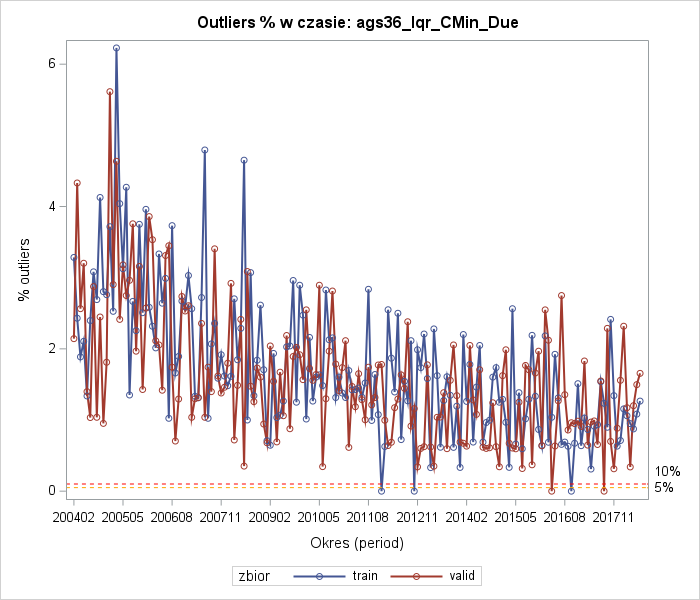 Outliers % w czasie: ags36_Iqr_CMin_Due
% outliers
6
4
2
0
10%
5%
200402 200505 200608 200711 200902 201005 201108 201211 201402 201505 201608 201711
Okres (period)
zbior train valid